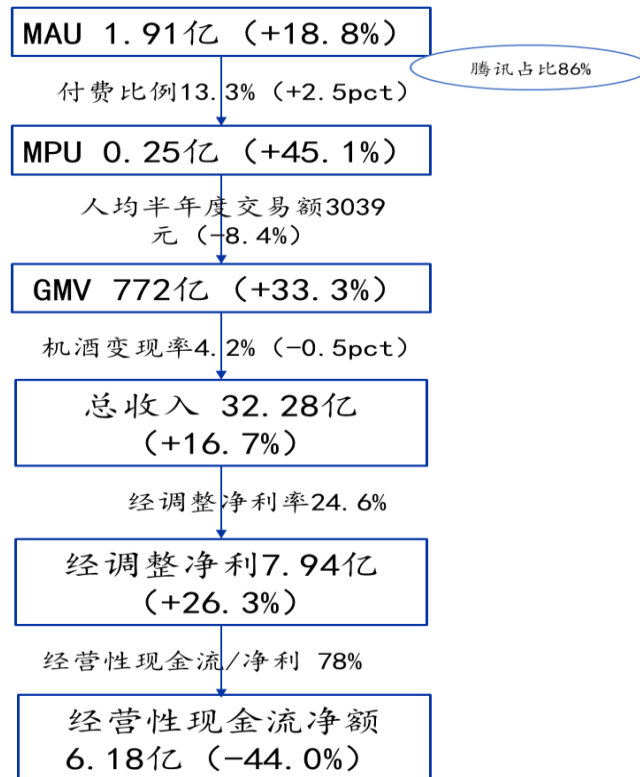 MAU 1.91亿 (+18.8%)
腾讯占比86%
付费比例13.3% (+2.5pct)
MPU 0.25亿 (+45.1%)
人均半年度交易额3039
元 (-8.4%)
GMV 772亿 (+33.3%)
机酒变现率4.2% (-0.5pct)
总收入 32.28亿
(+16.7%)
经调整净利率24.6%
经调整净利7.94亿
(+26.3%)
经营性现金流/净利 78%
经营性现金流净额
6.18亿 (-44.0%)